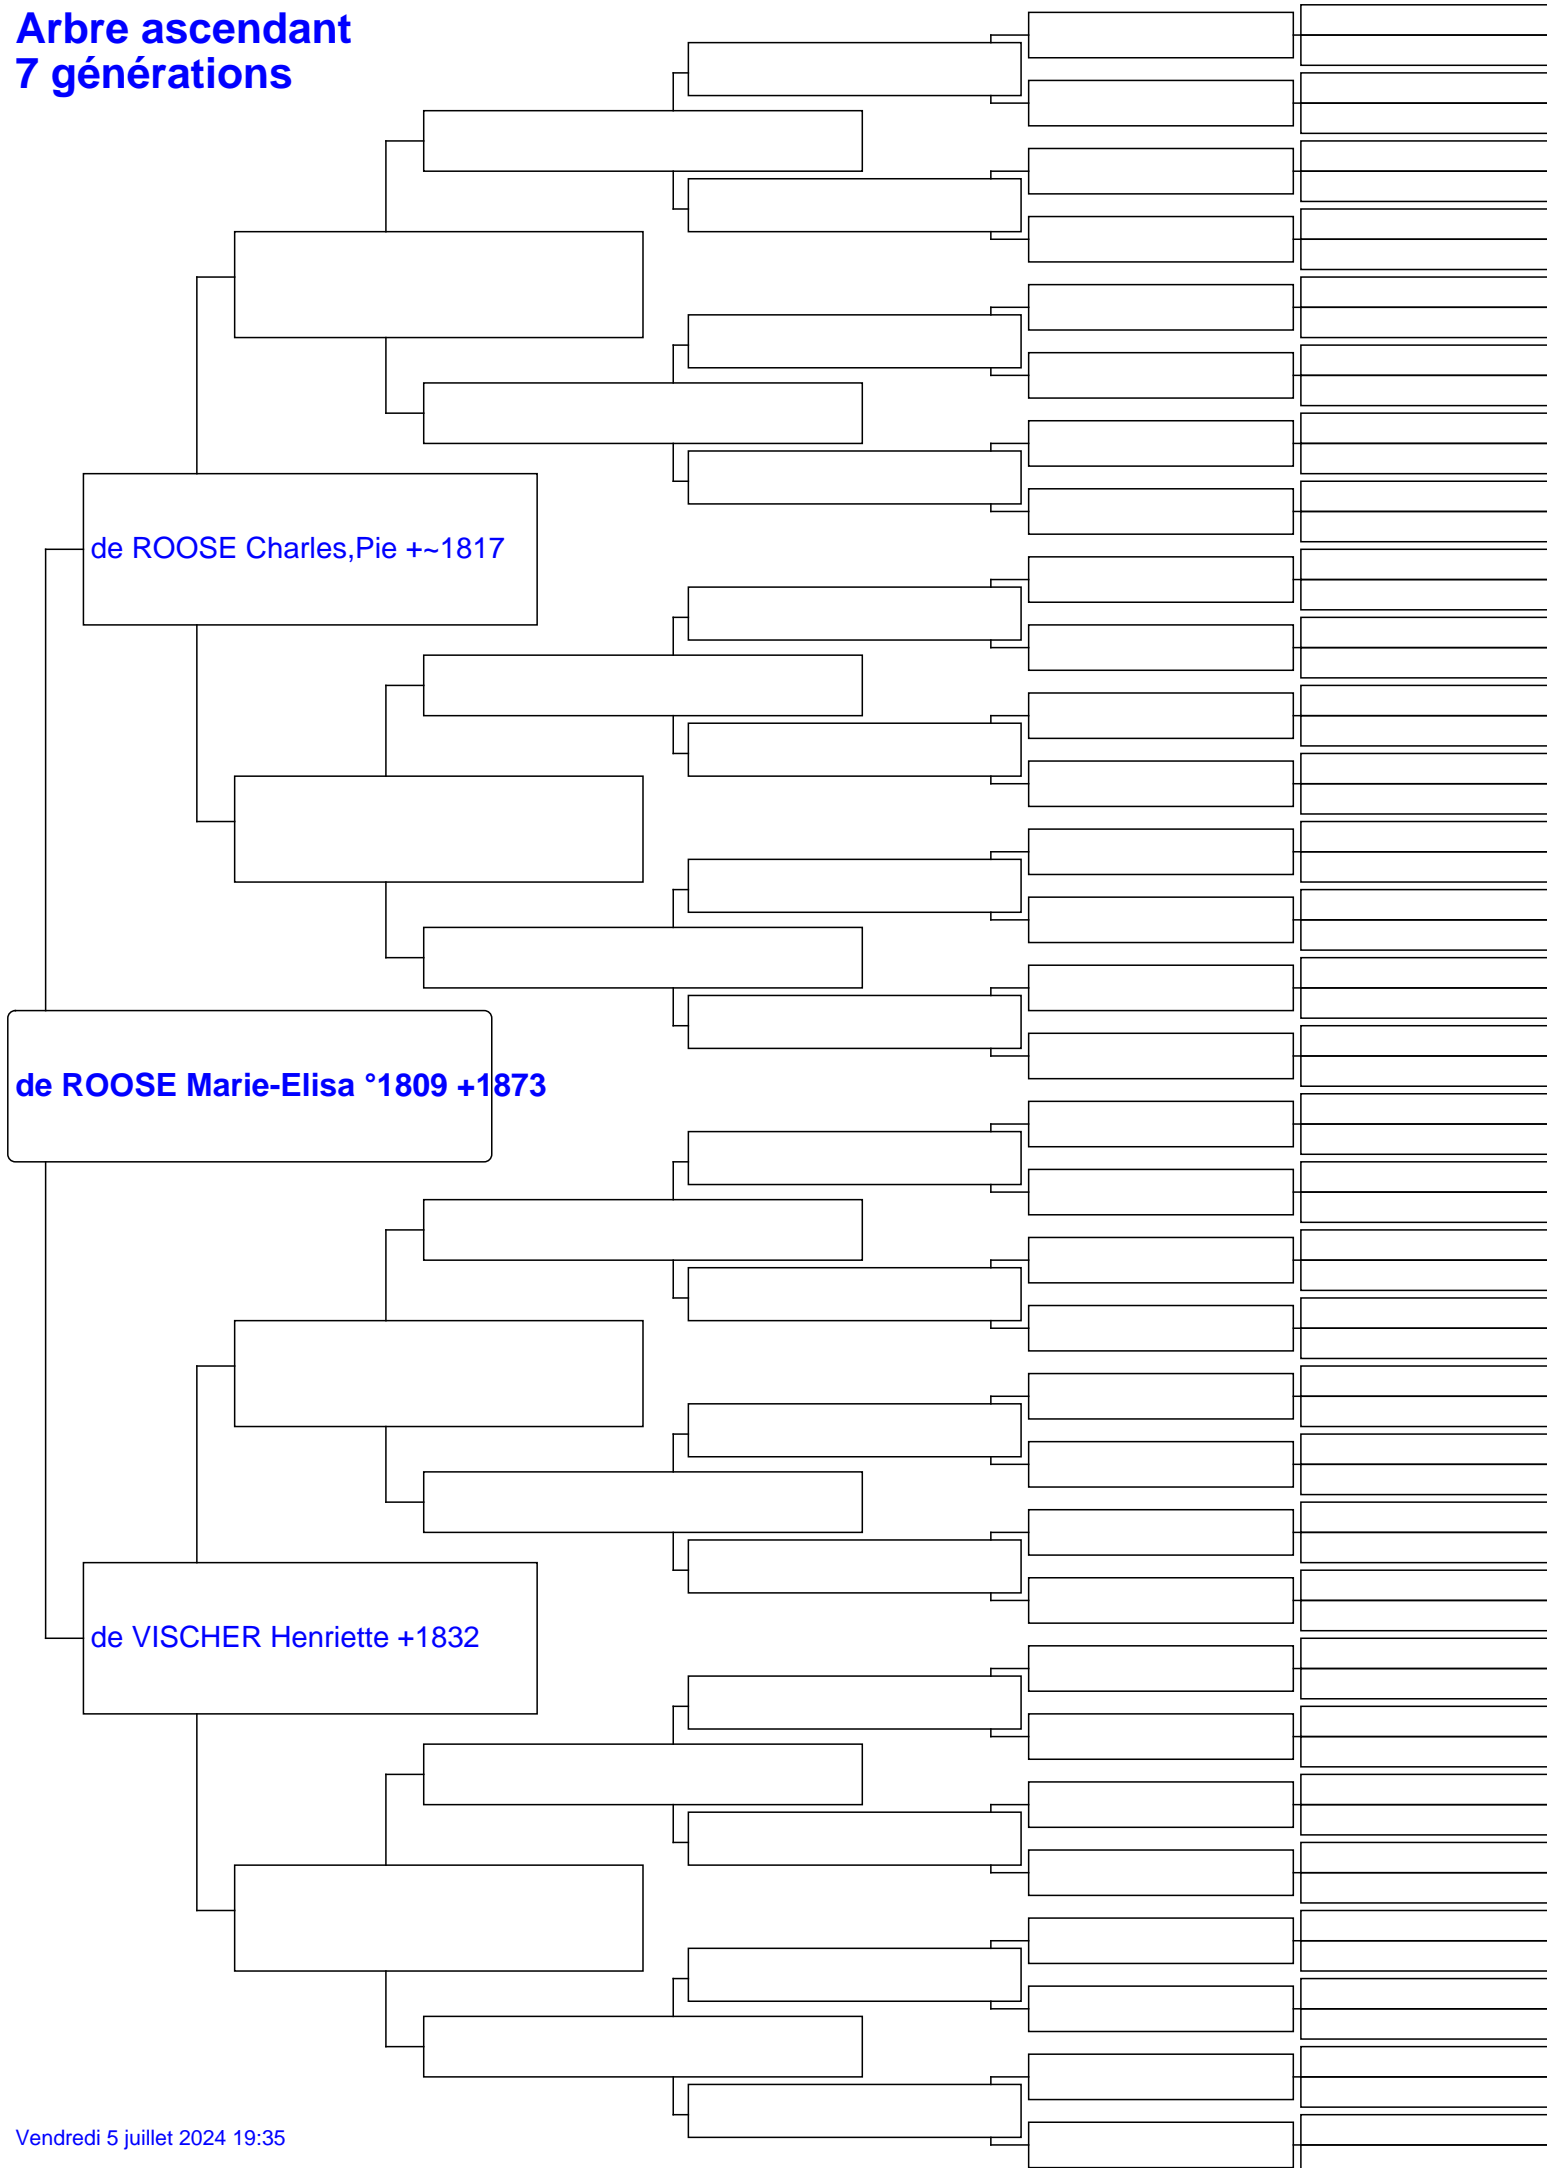 Arbre ascendant
7 générations
de ROOSE Charles,Pie +~1817
de ROOSE Marie-Elisa °1809 +1873
de VISCHER Henriette +1832
Vendredi 5 juillet 2024 19:35